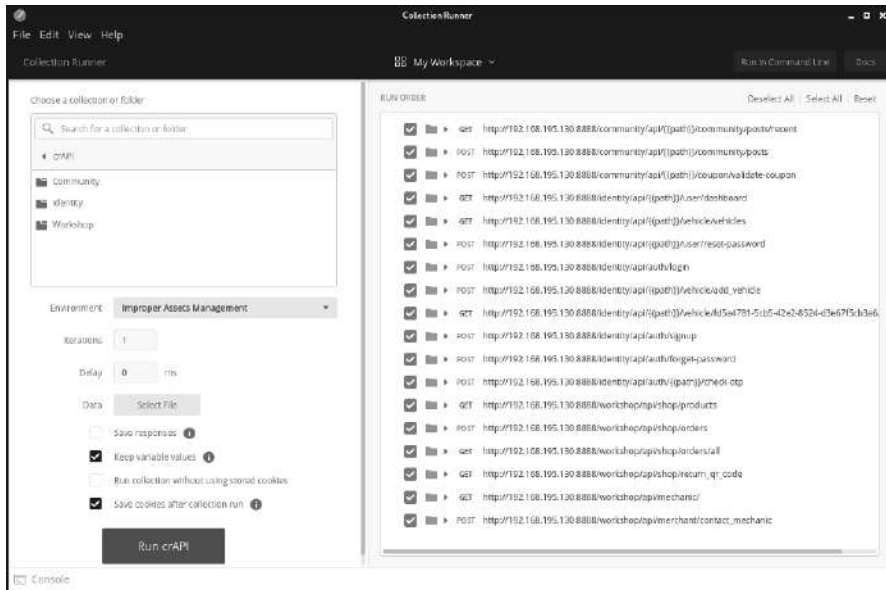 Collection Runner
File Edit View Help
Collection Runner
My Workspace
Run In Command Line
Docs
Choose a collection or folder
Search for a collection or folder
crAPI
Community
Identity
Workshop
Environment
Improper Assets Management
Iterations
1
Delay
0
ms
Data
Select File
Save responses
Keep variable values
Run collection without using stored cookies
Save cookies after collection run
Run crAPI
RUN ORDER
Deselect All
Select All
Reset
GET http://192.168.195.130:8888/community/api/{{path}}/community/posts/recent
POST http://192.168.195.130:8888/community/api/{{path}}/community/posts
POST http://192.168.195.130:8888/community/api/{{path}}/coupon/validate-coupon
GET http://192.168.195.130:8888/identity/api/{{path}}/user/dashboard
GET http://192.168.195.130:8888/identity/api/{{path}}/vehicle/vehicles
POST http://192.168.195.130:8888/identity/api/{{path}}/user/reset-password
POST http://192.168.195.130:8888/identity/api/auth/login
POST http://192.168.195.130:8888/identity/api/{{path}}/vehicle/add_vehicle
GET http://192.168.195.130:8888/identity/api/{{path}}/vehicle/fd5a4781-5cb5-42e2-8524-d3e67f5cb3a6.
POST http://192.168.195.130:8888/identity/api/auth/signup
POST http://192.168.195.130:8888/identity/api/auth/forget-password
POST http://192.168.195.130:8888/identity/api/auth/{{path}}/check-otp
GET http://192.168.195.130:8888/workshop/api/shop/products
POST http://192.168.195.130:8888/workshop/api/shop/orders
GET http://192.168.195.130:8888/workshop/api/shop/orders/all
GET http://192.168.195.130:8888/workshop/api/shop/return_qr_code
GET http://192.168.195.130:8888/workshop/api/mechanic/
POST http://192.168.195.130:8888/workshop/api/merchant/contact_mechanic
Console